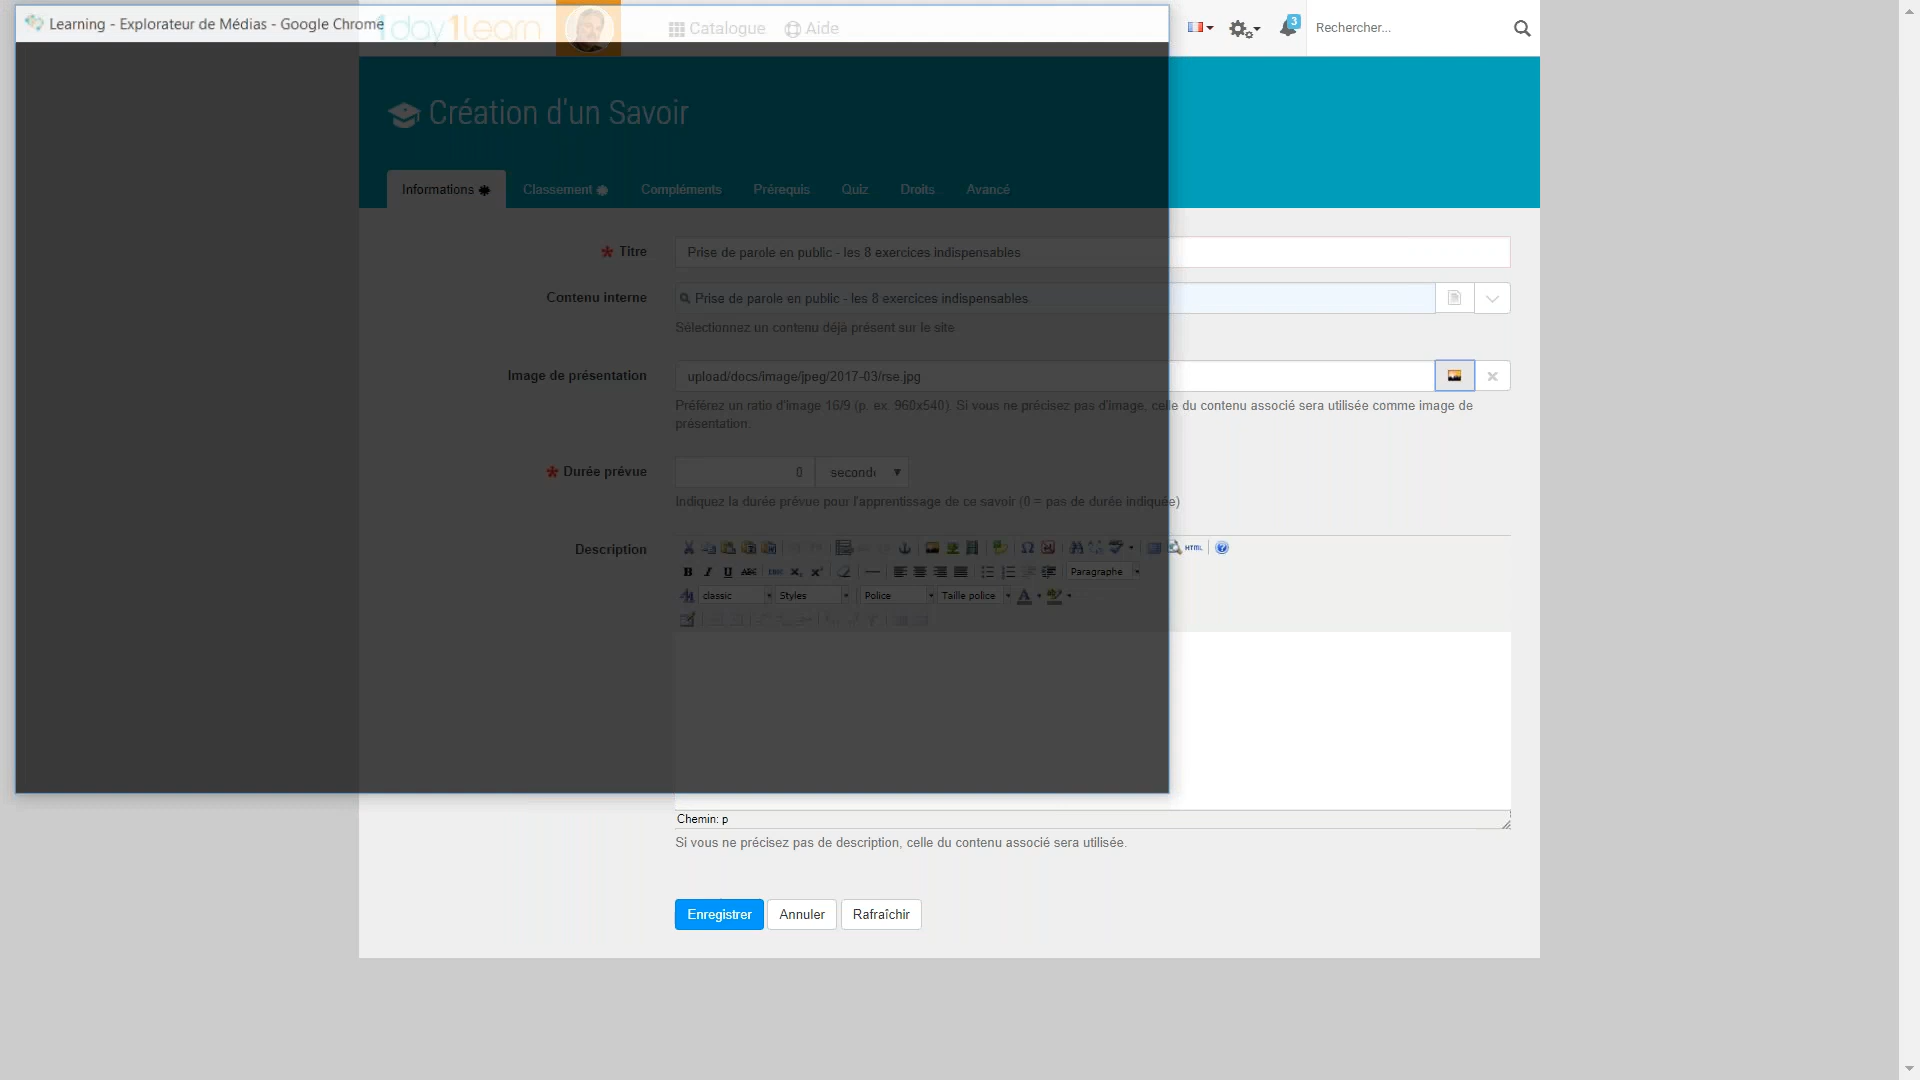 Learning - Explorateur de Médias - Google Chrome
1day1learn
Catalogue
Aide
3
Rechercher...
Création d'un Savoir
Informations
Classement
Compléments
Prérequis
Quiz
Droits
Avancé
Titre
Prise de parole en public - les 8 exercices indispensables
Contenu interne
Prise de parole en public - les 8 exercices indispensables
Sélectionnez un contenu déjà présent sur le site
Image de présentation
upload/docs/image/jpeg/2017-03/rse.jpg
Préférez un ratio d'image 16/9 (p. ex. 960x540). Si vous ne précisez pas d'image, celle du contenu associé sera utilisée comme image de
présentation.
Durée prévue
0
Indiquez la durée prévue pour l'apprentissage de ce savoir (0 = pas de durée indiquée)
Description
HTML
B I U ABC
Paragraphe
classic
Styles
Police
Taille police
Chemin: p
Si vous ne précisez pas de description, celle du contenu associé sera utilisée.
Enregistrer
Annuler
Rafraîchir